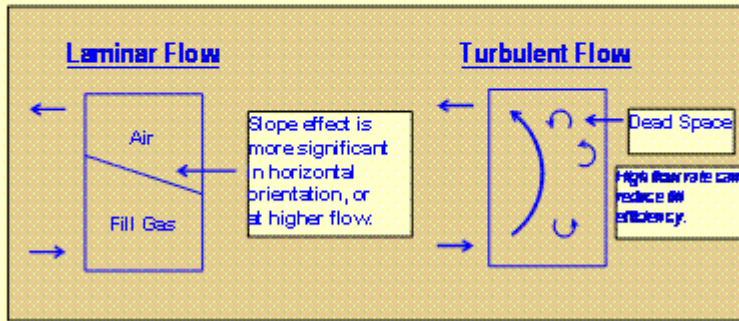 Laminar Flow
Turbulent Flow
Air
Fill Gas
Slope effect is
more significant
in horizontal
orientation, or
at higher flow.
Dead Space
High flow rate can
reduce fill
efficiency.